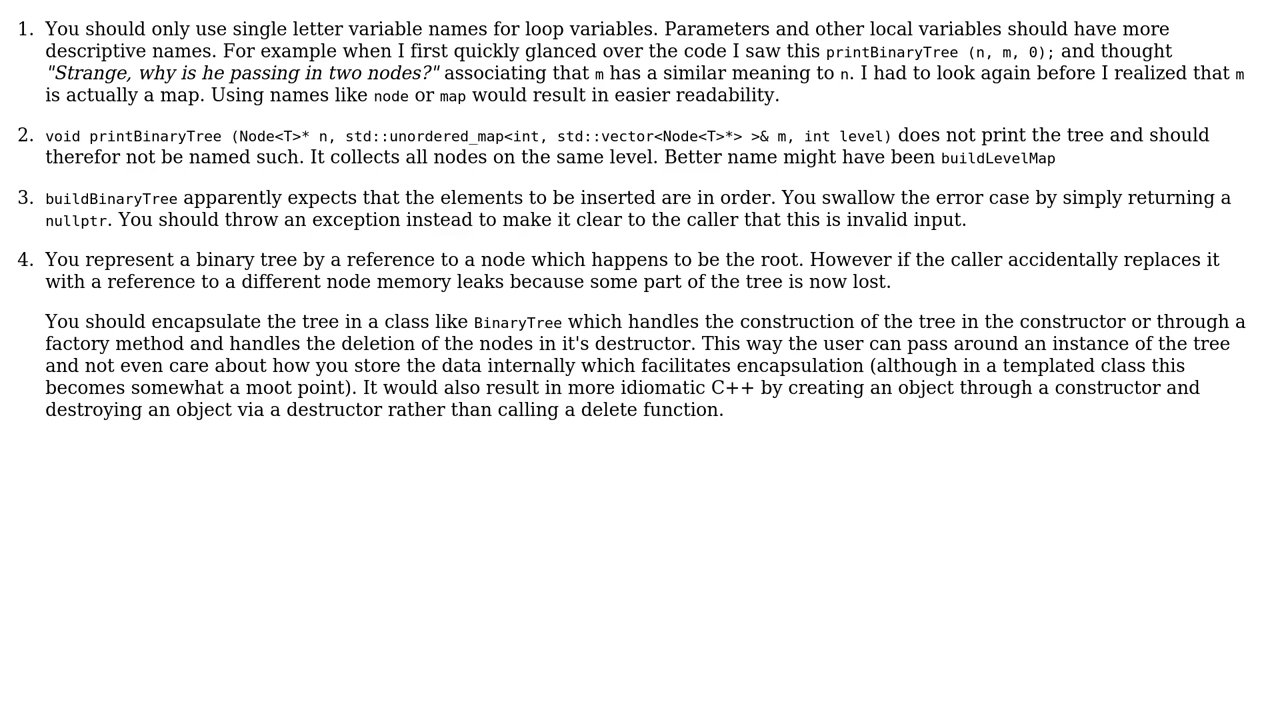 1. You should only use single letter variable names for loop variables. Parameters and other local variables should have more
descriptive names. For example when I first quickly glanced over the code I saw this printBinaryTree (n, m, 0); and thought
"Strange, why is he passing in two nodes?" associating that m has a similar meaning to n. I had to look again before I realized that m
is actually a map. Using names like node or map would result in easier readability.
2. void printBinaryTree (Node<T>* n, std::unordered_map<int, std::vector<Node<T>*> >& m, int level) does not print the tree and should
therefor not be named such. It collects all nodes on the same level. Better name might have been buildLevelMap
3. buildBinaryTree apparently expects that the elements to be inserted are in order. You swallow the error case by simply returning a
nullptr. You should throw an exception instead to make it clear to the caller that this is invalid input.
4. You represent a binary tree by a reference to a node which happens to be the root. However if the caller accidentally replaces it
with a reference to a different node memory leaks because some part of the tree is now lost.
You should encapsulate the tree in a class like BinaryTree which handles the construction of the tree in the constructor or through a
factory method and handles the deletion of the nodes in it's destructor. This way the user can pass around an instance of the tree
and not even care about how you store the data internally which facilitates encapsulation (although in a templated class this
becomes somewhat a moot point). It would also result in more idiomatic C++ by creating an object through a constructor and
destroying an object via a destructor rather than calling a delete function.